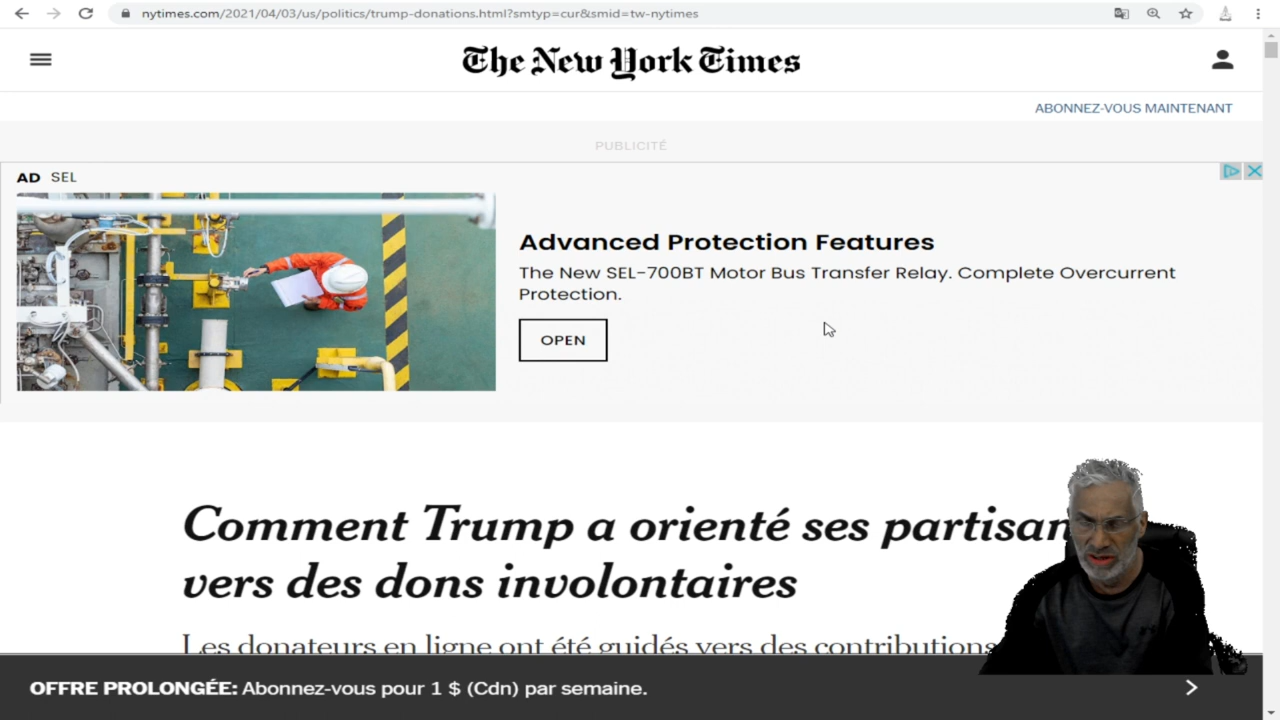 nytimes.com/2021/04/03/us/politics/trump-donations.html?smtyp=cur&smid=tw-nytimes
The New York Times
ABONNEZ-VOUS MAINTENANT
PUBLICITÉ
AD SEL
Advanced Protection Features
The New SEL-700BT Motor Bus Transfer Relay. Complete Overcurrent
Protection.
OPEN
Comment Trump a orienté ses partisan
vers des dons involontaires
Les donateurs en ligne ont été guidés vers des contributions
OFFRE PROLONGÉE: Abonnez-vous pour 1 $ (Cdn) par semaine.